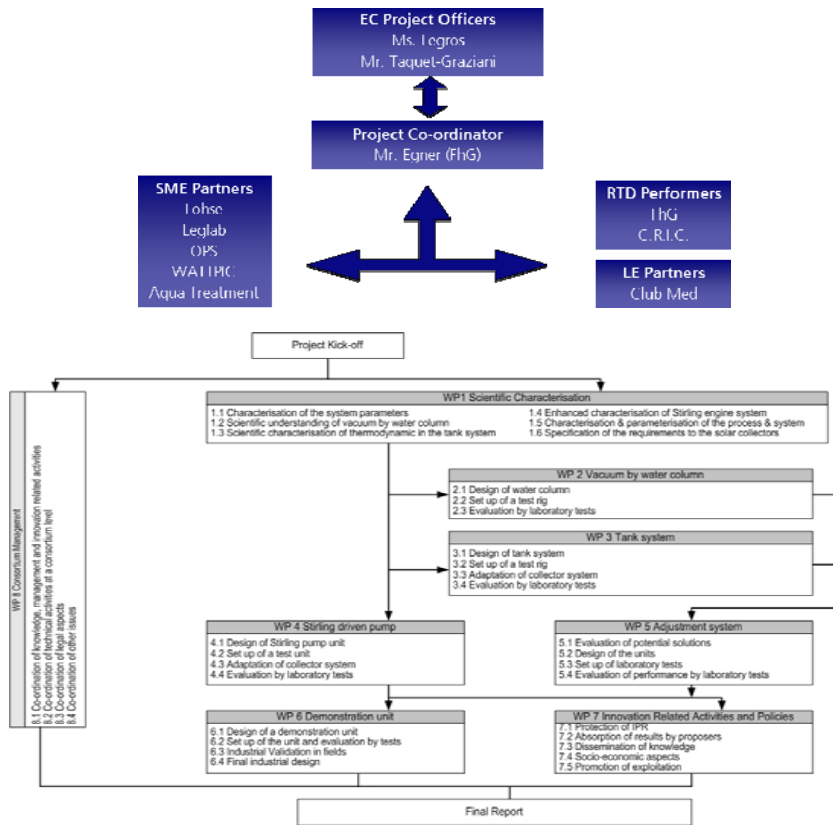 EC Project Officers
Ms. Legros
Mr. Taquet-Graziani
Project Co-ordinator
Mr. Egner (FhG)
SME Partners
Lohse
Leglab
OPS
WATTPIC
Aqua Treatment
RTD Performers
FhG
C.R.I.C.
LE Partners
Club Med
Project Kick-off
WP 8 Consortium Management
8.1 Co-ordination of knowledge, management and innovation related activities
8.2 Co-ordination of technical activities at a consortium level
8.3 Co-ordination of legal aspects
8.4 Co-ordination of other issues
WP1 Scientific Characterisation
1.1 Characterisation of the system parameters
1.2 Scientific understanding of vacuum by water column
1.3 Scientific characterisation of thermodynamic in the tank system
1.4 Enhanced characterisation of Stirling engine system
1.5 Characterisation & parameterisation of the process & system
1.6 Specification of the requirements to the solar collectors
WP 2 Vacuum by water column
2.1 Design of water column
2.2 Set up of a test rig
2.3 Evaluation by laboratory tests
WP 3 Tank system
3.1 Design of tank system
3.2 Set up of a test rig
3.3 Adaptation of collector system
3.4 Evaluation by laboratory tests
WP 4 Stirling driven pump
4.1 Design of Stirling pump unit
4.2 Set up of a test unit
4.3 Adaptation of collector system
4.4 Evaluation by laboratory tests
WP 5 Adjustment system
5.1 Evaluation of potential solutions
5.2 Design of the units
5.3 Set up of laboratory tests
5.4 Evaluation of performance by laboratory tests
WP 6 Demonstration unit
6.1 Design of a demonstration unit
6.2 Set up of the unit and evaluation by tests
6.3 Industrial Validation in fields
6.4 Final industrial design
WP 7 Innovation Related Activities and Policies
7.1 Protection of IPR
7.2 Absorption of results by proposers
7.3 Dissemination of knowledge
7.4 Socio-economic aspects
7.5 Promotion of exploitation
Final Report